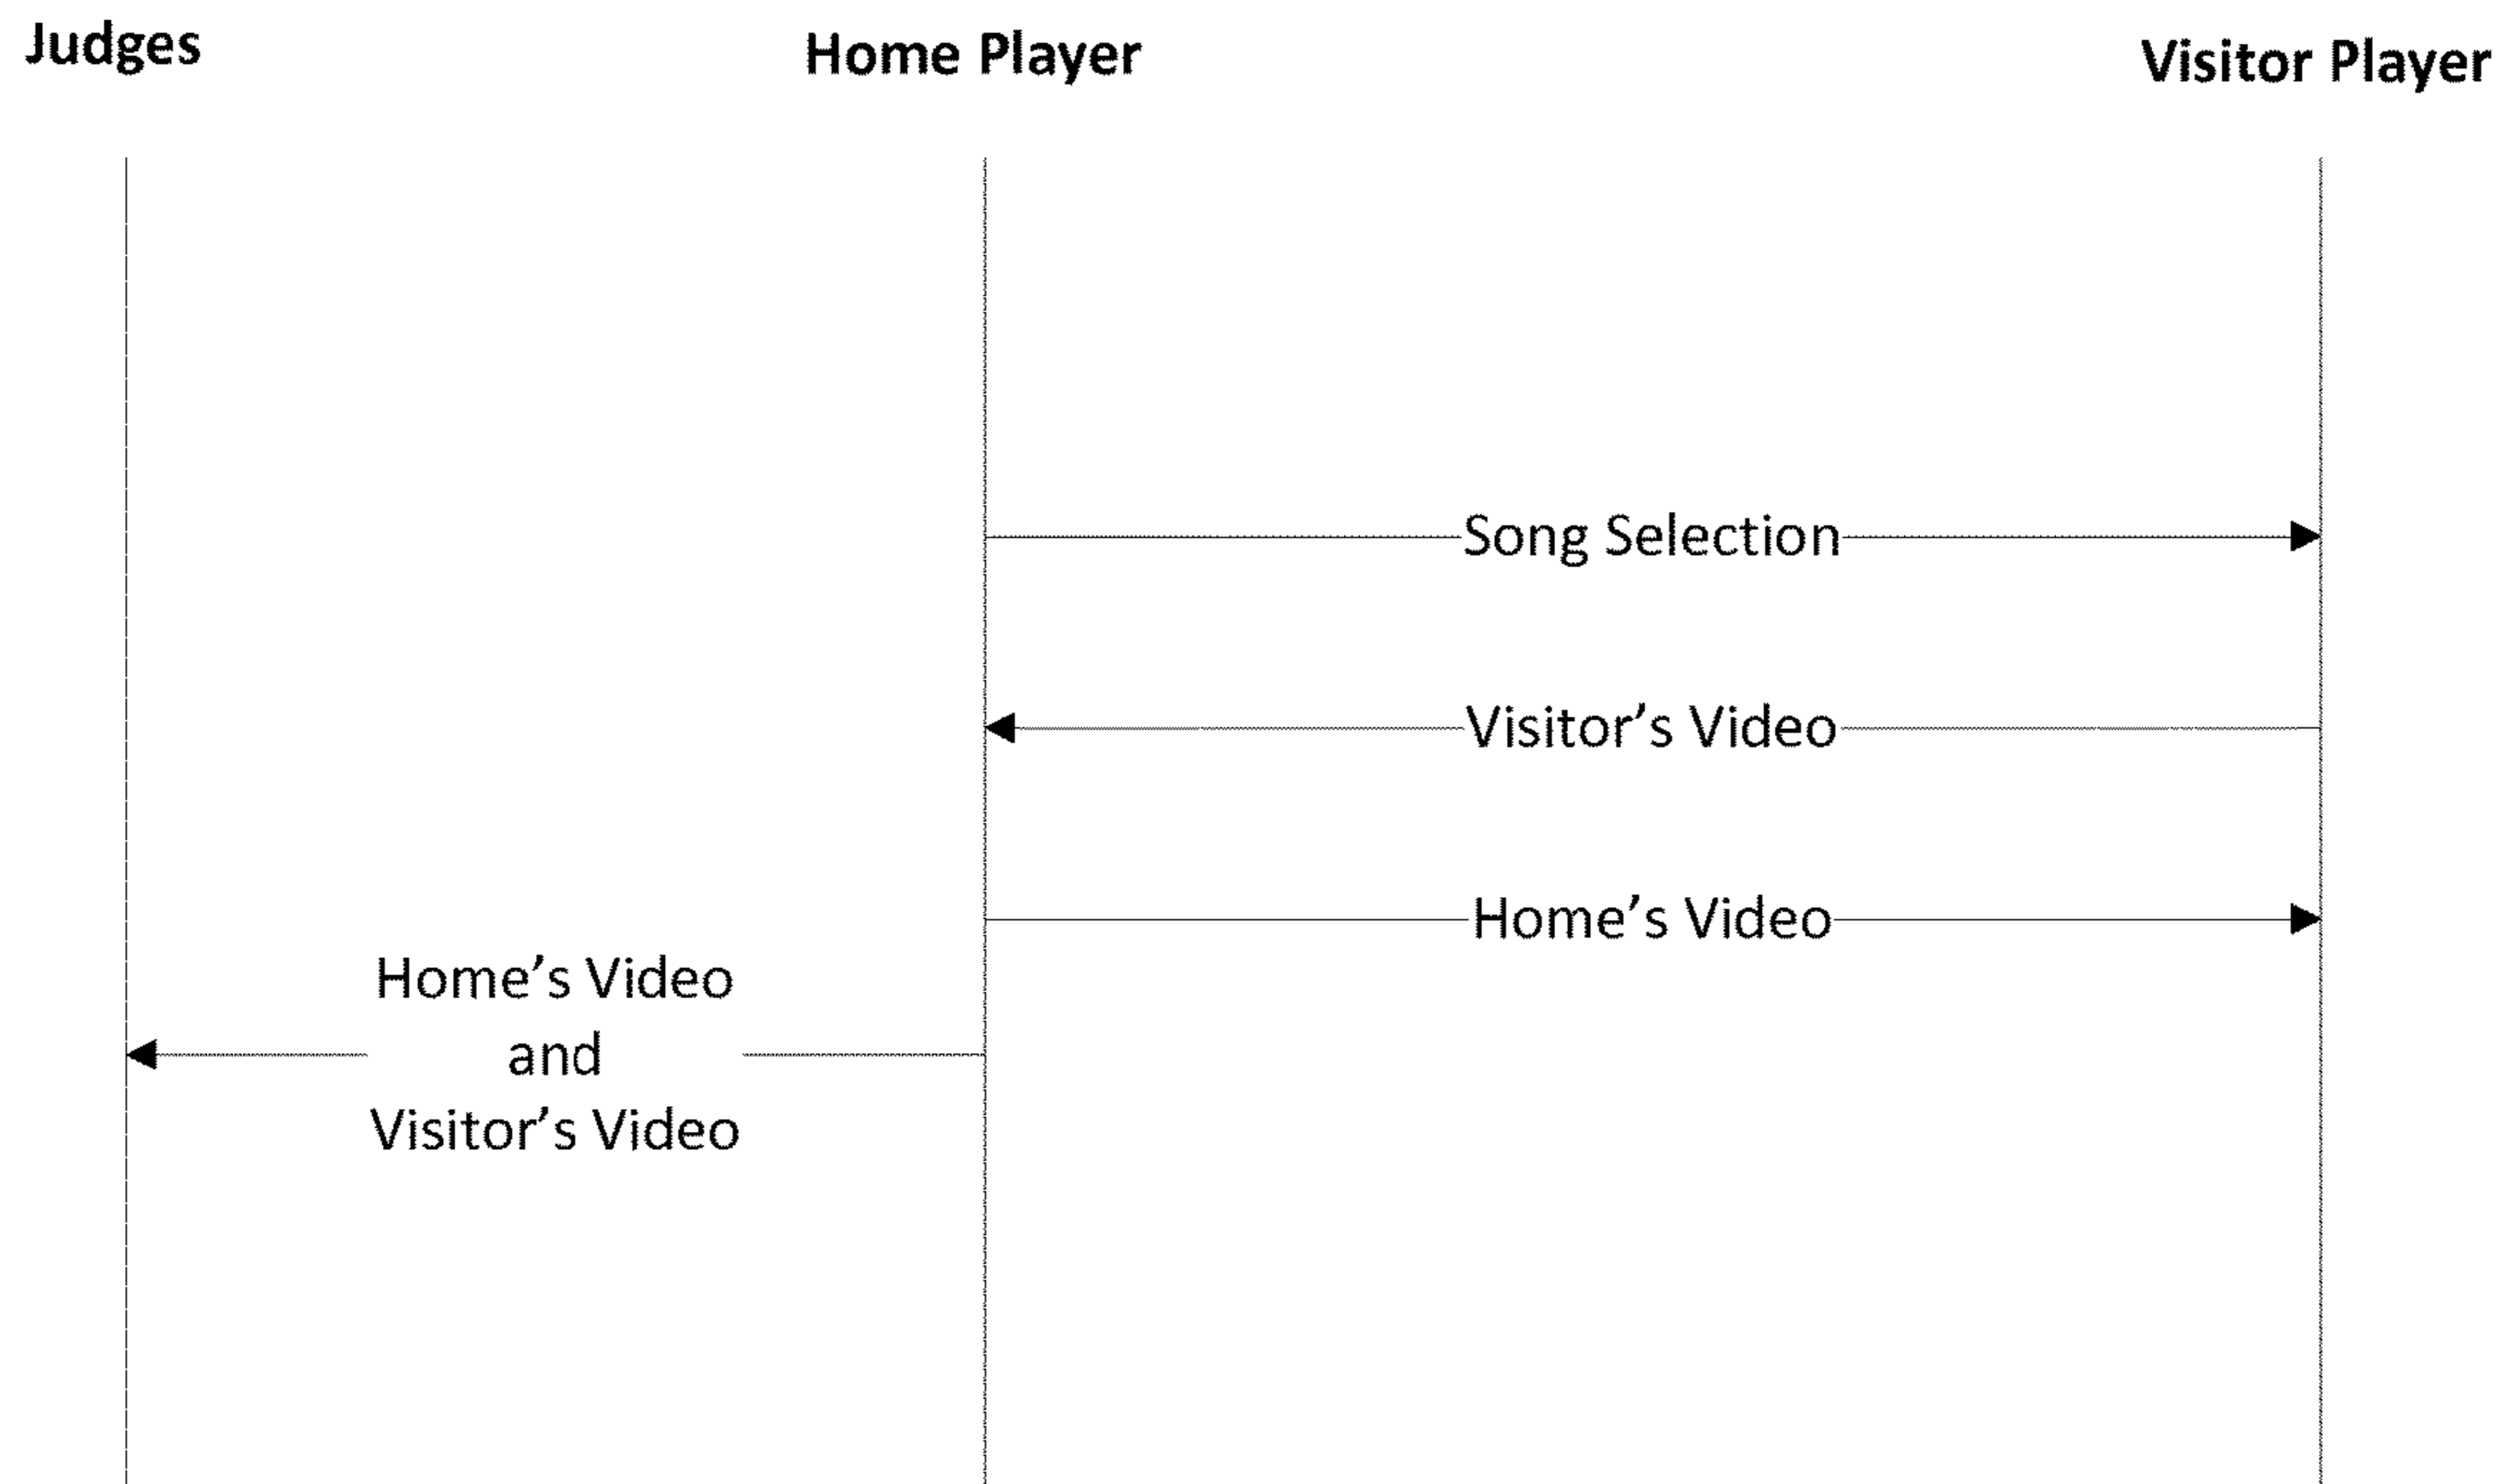 Judges
Home Player
Visitor Player
Song Selection
Visitor’s Video
Home’s Video
Home’s Video
and
Visitor’s Video